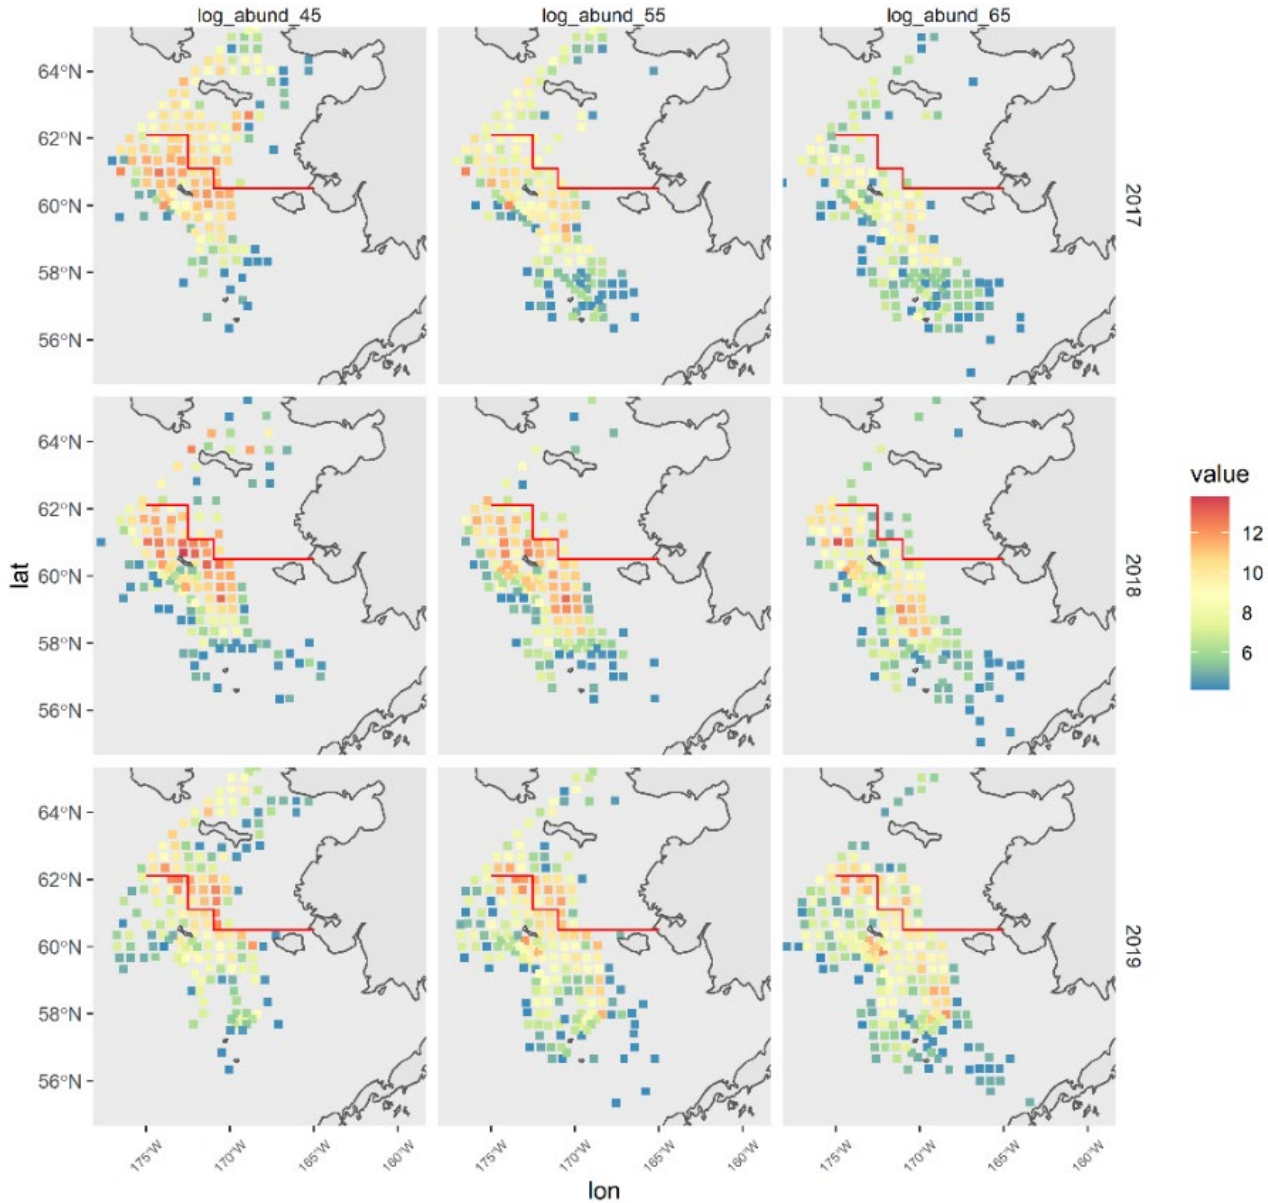 log_abund_45 log_abund_55 log_abund_65
64°N
62°N
60°N
58°N
56°N
2017
64°N
62°N
60°N
58°N
56°N
2018
lat
value
12
10
8
6
64°N
62°N
60°N
58°N
56°N
2019
175°W 170°W 165°W 160°W 175°W 170°W 165°W 160°W 175°W 170°W 165°W 160°W
lon